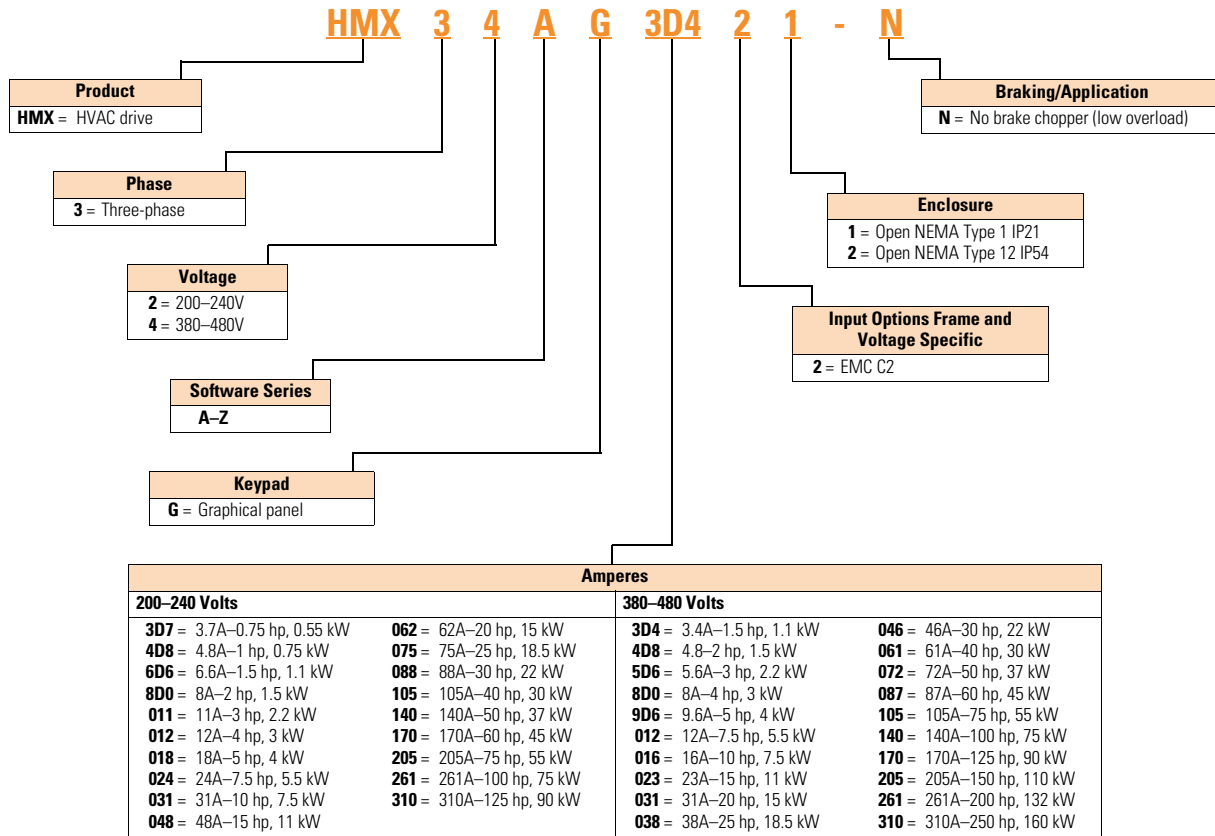 HMX 3 4 A G 3D4 2 1 - N
Product
HMX = HVAC drive
Braking/Application
N = No brake chopper (low overload)
Phase
3 = Three-phase
Enclosure
1 = Open NEMA Type 1 IP21
2 = Open NEMA Type 12 IP54
Voltage
2 = 200–240V
4 = 380–480V
Input Options Frame and
Voltage Specific
2 = EMC C2
Software Series
A–Z
Keypad
G = Graphical panel
Amperes
200–240 Volts
3D7 = 3.7A–0.75 hp, 0.55 kW
4D8 = 4.8A–1 hp, 0.75 kW
6D6 = 6.6A–1.5 hp, 1.1 kW
8D0 = 8A–2 hp, 1.5 kW
011 = 11A–3 hp, 2.2 kW
012 = 12A–4 hp, 3 kW
018 = 18A–5 hp, 4 kW
024 = 24A–7.5 hp, 5.5 kW
031 = 31A–10 hp, 7.5 kW
048 = 48A–15 hp, 11 kW
062 = 62A–20 hp, 15 kW
075 = 75A–25 hp, 18.5 kW
088 = 88A–30 hp, 22 kW
105 = 105A–40 hp, 30 kW
140 = 140A–50 hp, 37 kW
170 = 170A–60 hp, 45 kW
205 = 205A–75 hp, 55 kW
261 = 261A–100 hp, 75 kW
310 = 310A–125 hp, 90 kW
380–480 Volts
3D4 = 3.4A–1.5 hp, 1.1 kW
4D8 = 4.8–2 hp, 1.5 kW
5D6 = 5.6A–3 hp, 2.2 kW
8D0 = 8A–4 hp, 3 kW
9D6 = 9.6A–5 hp, 4 kW
012 = 12A–7.5 hp, 5.5 kW
016 = 16A–10 hp, 7.5 kW
023 = 23A–15 hp, 11 kW
031 = 31A–20 hp, 15 kW
038 = 38A–25 hp, 18.5 kW
046 = 46A–30 hp, 22 kW
061 = 61A–40 hp, 30 kW
072 = 72A–50 hp, 37 kW
087 = 87A–60 hp, 45 kW
105 = 105A–75 hp, 55 kW
140 = 140A–100 hp, 75 kW
170 = 170A–125 hp, 90 kW
205 = 205A–150 hp, 110 kW
261 = 261A–200 hp, 132 kW
310 = 310A–250 hp, 160 kW